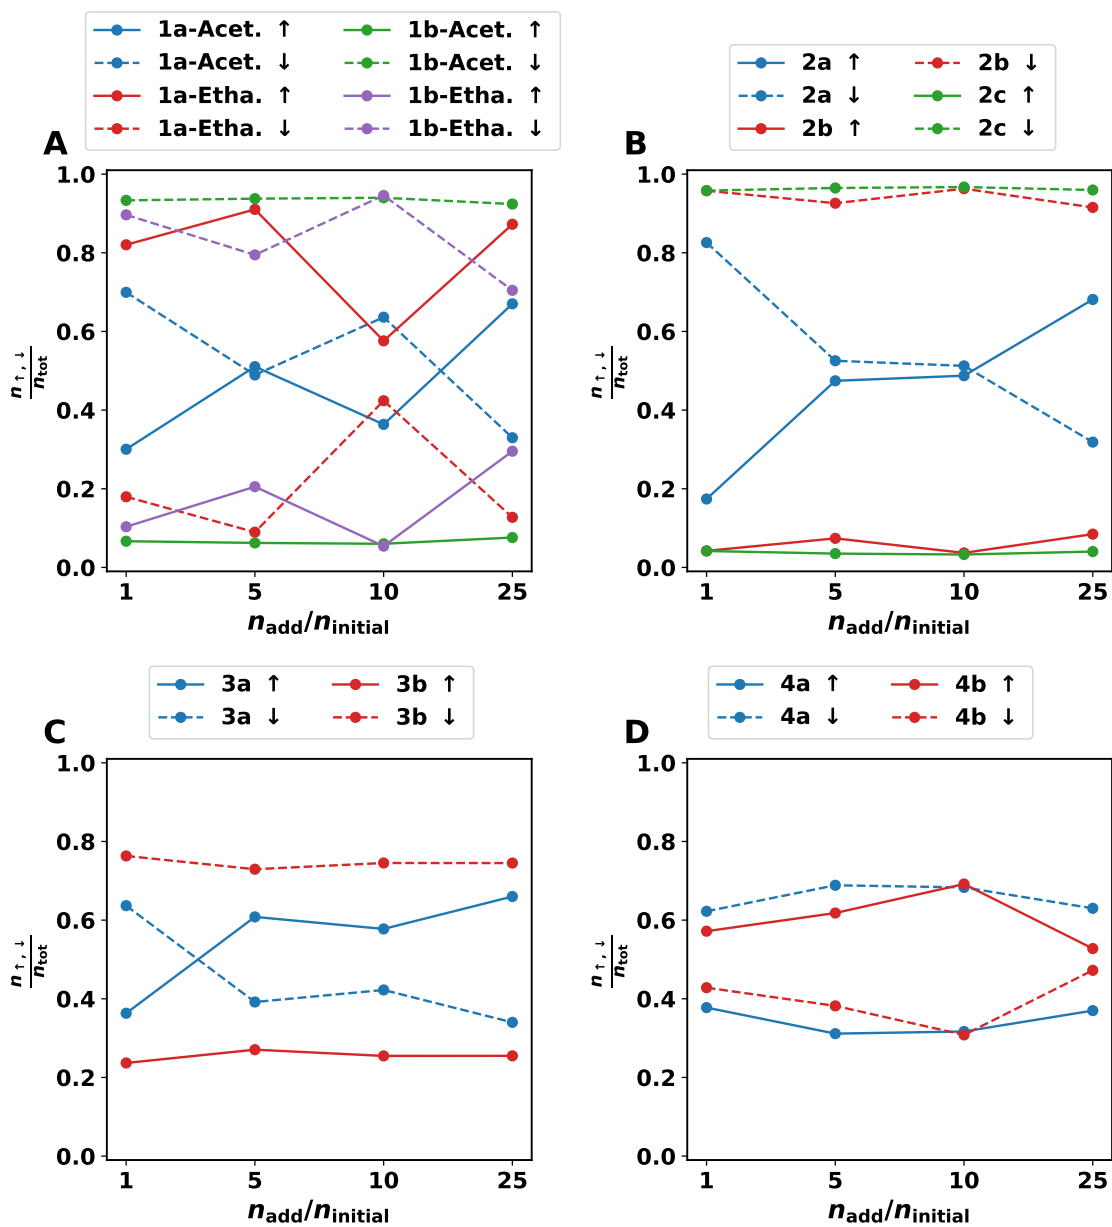 1a-Acet. ↑ 1b-Acet. ↑
1a-Acet. ↓ 1b-Acet. ↓
1a-Etha. ↑ 1b-Etha. ↑
1a-Etha. ↓ 1b-Etha. ↓
A
1.0
0.8
0.6
0.4
0.2
0.0
n↑,↓
ntot
1 5 10 25
nadd/ninitial
2a ↑ 2b ↓
2a ↓ 2c ↑
2b ↑ 2c ↓
B
1.0
0.8
0.6
0.4
0.2
0.0
n↑,↓
ntot
1 5 10 25
nadd/ninitial
3a ↑ 3b ↑
3a ↓ 3b ↓
C
1.0
0.8
0.6
0.4
0.2
0.0
n↑,↓
ntot
1 5 10 25
nadd/ninitial
4a ↑ 4b ↑
4a ↓ 4b ↓
D
1.0
0.8
0.6
0.4
0.2
0.0
n↑,↓
ntot
1 5 10 25
nadd/ninitial